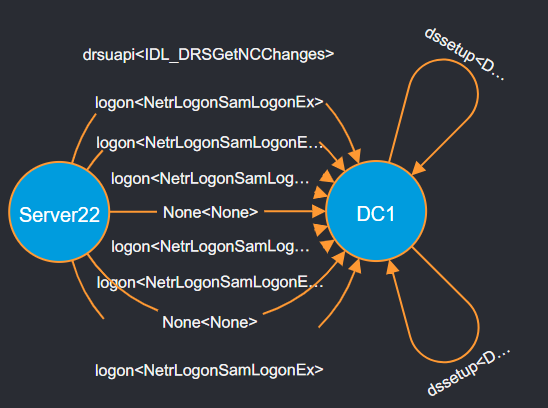 drsuapi<IDL_DRSGetNCChanges>
dssetup<D...
logon<NetrLogonSamLogonEx>
logon<NetrLogonSamLogonE...
logon<NetrLogonSamLog...
Server22
None<None>
DC1
logon<NetrLogonSamLog...
logon<NetrLogonSamLogonE...
None<None>
logon<NetrLogonSamLogonEx>
dssetup<D...